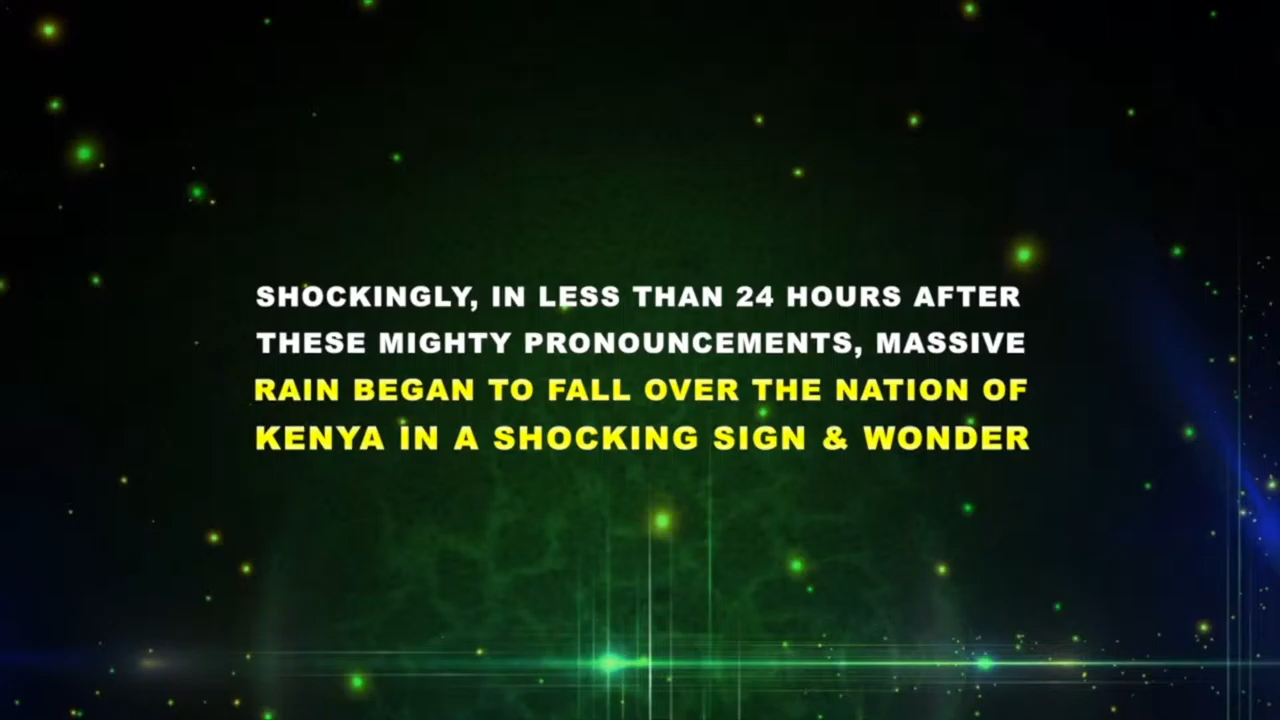 SHOCKINGLY, IN LESS THAN 24 HOURS AFTER
THESE MIGHTY PRONOUNCEMENTS, MASSIVE
RAIN BEGAN TO FALL OVER THE NATION OF
KENYA IN A SHOCKING SIGN & WONDER